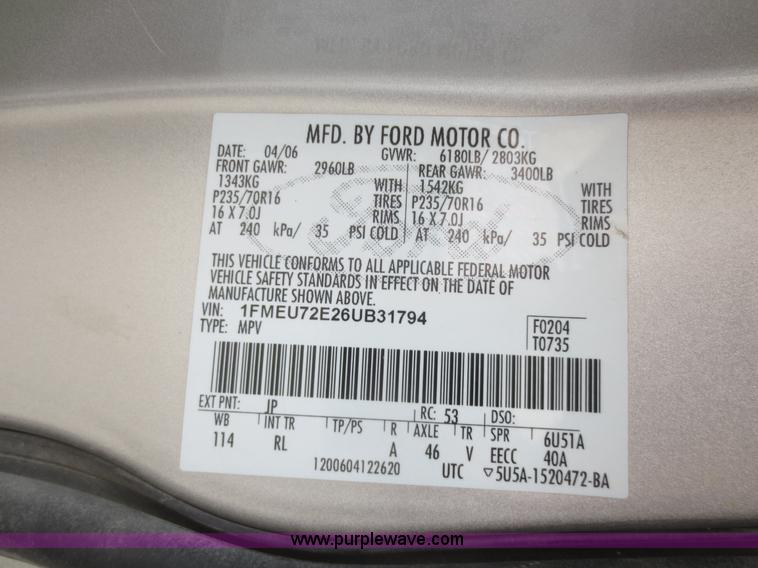 MFD. BY FORD MOTOR CO.
DATE: 04/06 GVWR: 6180LB/ 2803KG
FRONT GAWR: 2960LB REAR GAWR: 3400LB
1343KG WITH 1542KG WITH
P235/70R16 TIRES P235/70R16 TIRES
16 X 7.0J RIMS 16 X 7.0J RIMS
AT 240 kPa/ 35 PSI COLD AT 240 kPa/ 35 PSI COLD
Ford
THIS VEHICLE CONFORMS TO ALL APPLICABLE FEDERAL MOTOR
VEHICLE SAFETY STANDARDS IN EFFECT ON THE DATE OF
MANUFACTURE SHOWN ABOVE.
VIN: 1FMEU72E26UB31794
TYPE: MPV
F0204
T0735
EXT PNT: JP RC: 53 DSO:
WB INT TR TP/PS R AXLE TR SPR 6U51A
114 RL A 46 V EECC 40A
1200604122620 UTC ▽5U5A-1520472-BA
www.purplewave.com